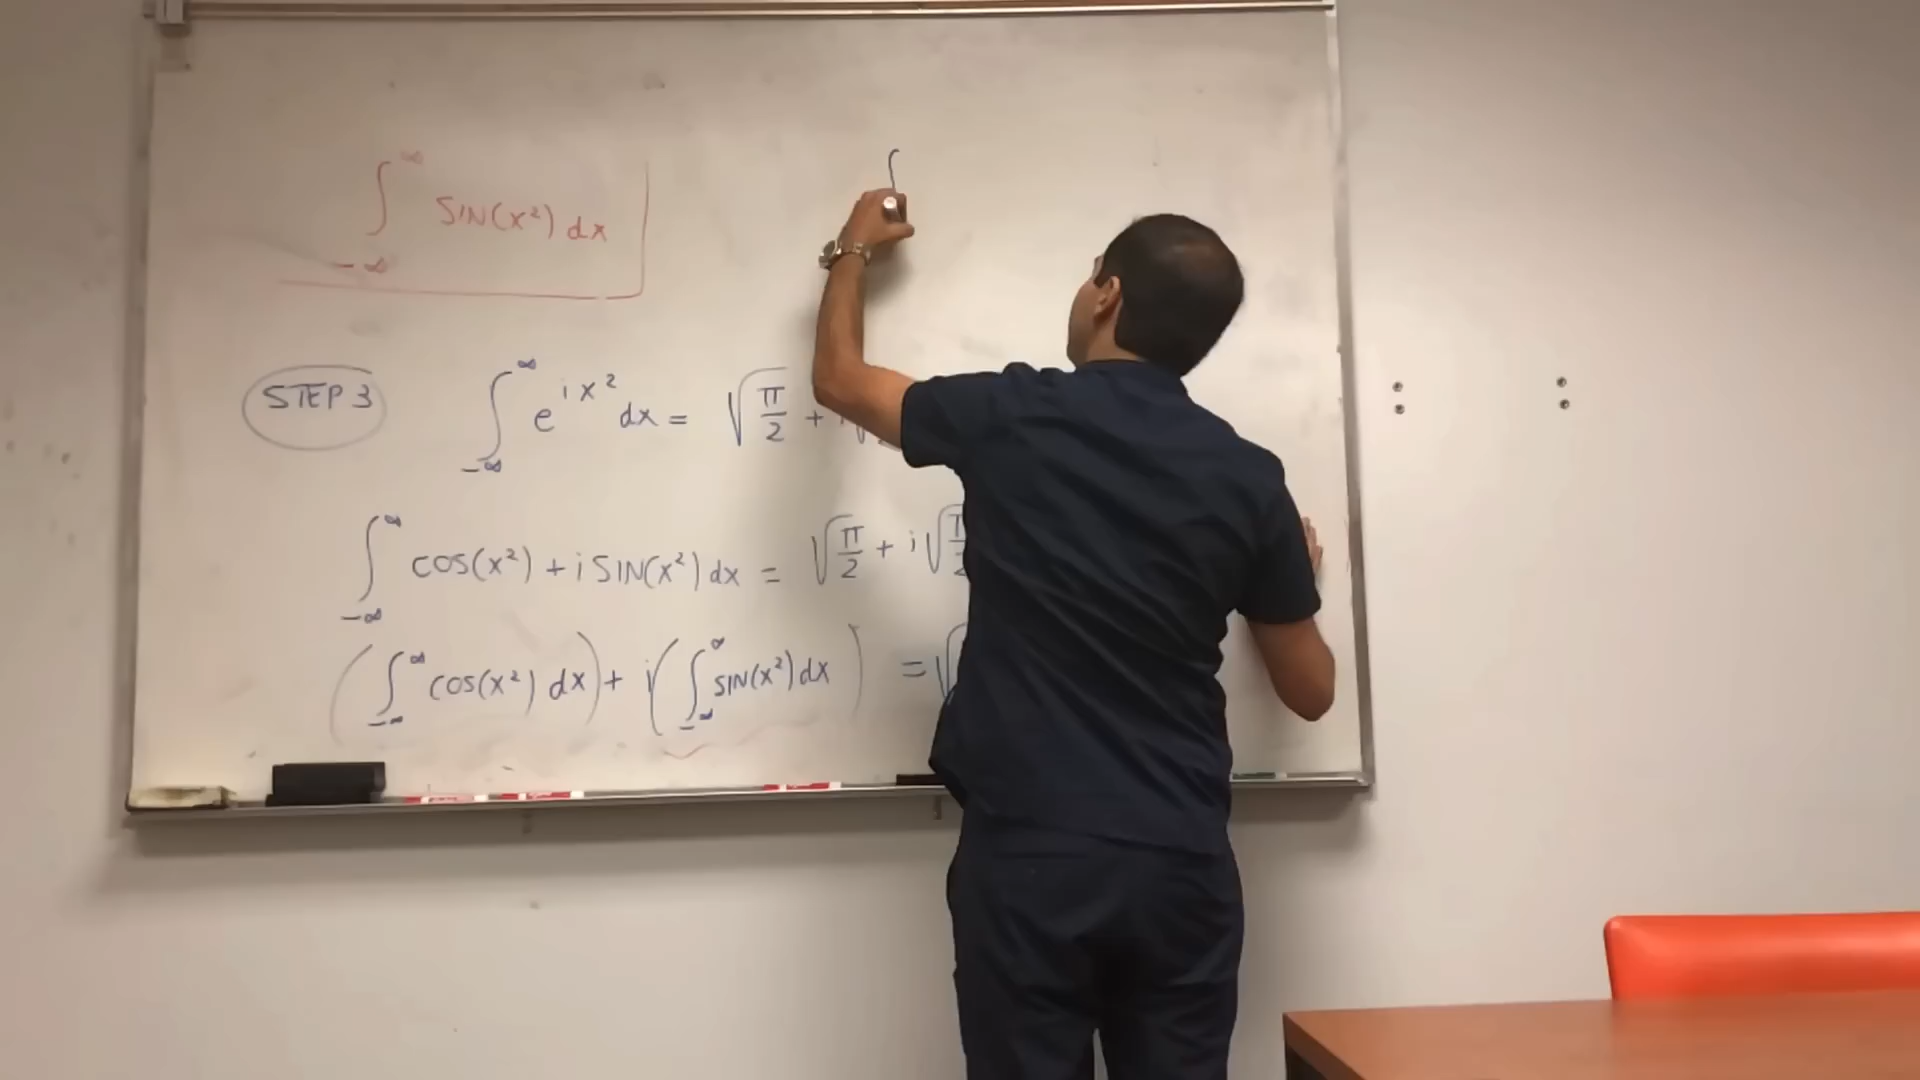 ∫_{-∞}^{∞} SIN(x²) dx
∫
STEP 3
∫_{-∞}^{∞} e^{ix²} dx = √(π/2) + i√
∫_{-∞}^{∞} COS(x²) + i SIN(x²) dx = √(π/2) + i√
(∫_{-∞}^{∞} COS(x²) dx) + i(∫_{-∞}^{∞} SIN(x²) dx) = √